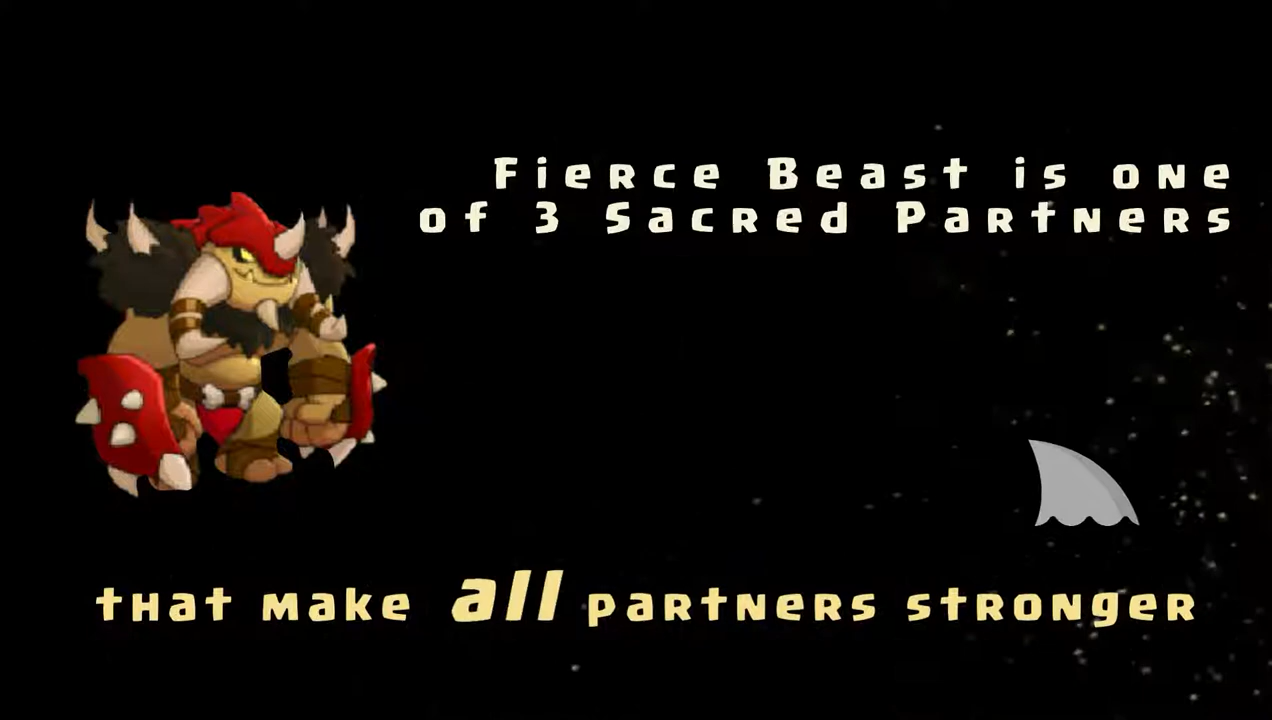 Fierce Beast is one
of 3 Sacred Partners
that make all partners stronger